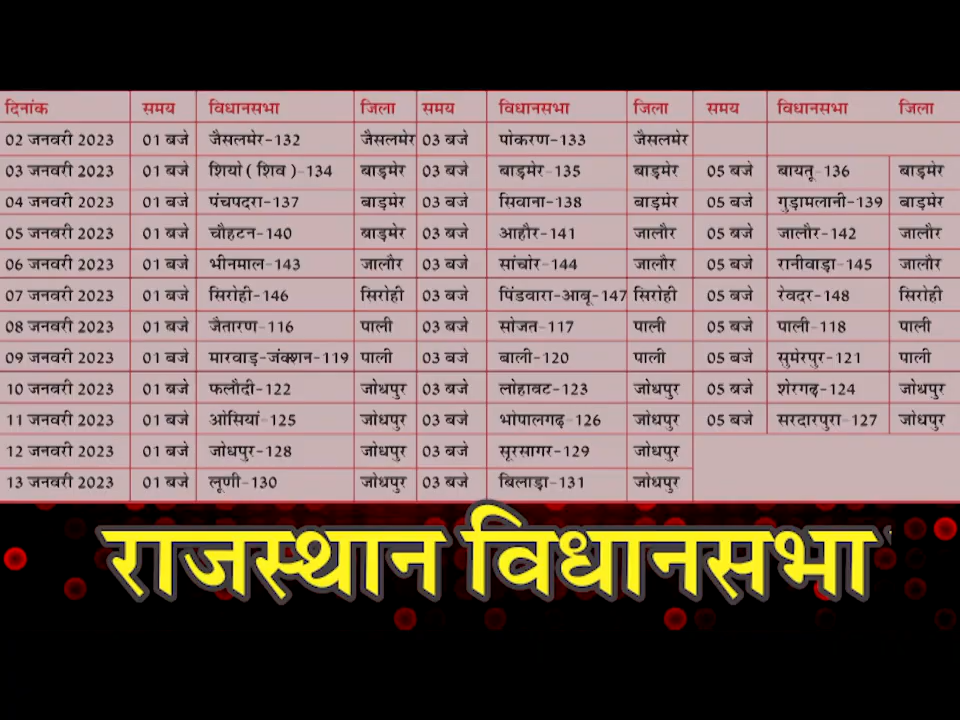 दिनांक समय विधानसभा जिला समय विधानसभा जिला समय विधानसभा जिला
02 जनवरी 2023 01 बजे जैसलमेर-132 जैसलमेर 03 बजे पोकरण-133 जैसलमेर
03 जनवरी 2023 01 बजे शियो ( शिव )-134 बाड़मेर 03 बजे बाड़मेर-135 बाड़मेर 05 बजे बायतू-136 बाड़मेर
04 जनवरी 2023 01 बजे पंचपदरा-137 बाड़मेर 03 बजे सिवाना-138 बाड़मेर 05 बजे गुड़ामलानी-139 बाड़मेर
05 जनवरी 2023 01 बजे चौहटन-140 बाड़मेर 03 बजे आहौर-141 जालौर 05 बजे जालौर-142 जालौर
06 जनवरी 2023 01 बजे भीनमाल-143 जालौर 03 बजे सांचोर-144 जालौर 05 बजे रानीवाड़ा-145 जालौर
07 जनवरी 2023 01 बजे सिरोही-146 सिरोही 03 बजे पिंडवारा-आबू-147 सिरोही 05 बजे रेवदर-148 सिरोही
08 जनवरी 2023 01 बजे जैतारण-116 पाली 03 बजे सोजत-117 पाली 05 बजे पाली-118 पाली
09 जनवरी 2023 01 बजे मारवाड़-जंक्शन-119 पाली 03 बजे बाली-120 पाली 05 बजे सुमेरपुर-121 पाली
10 जनवरी 2023 01 बजे फलौदी-122 जोधपुर 03 बजे लोहावट-123 जोधपुर 05 बजे शेरगढ़-124 जोधपुर
11 जनवरी 2023 01 बजे ओसियां-125 जोधपुर 03 बजे भोपालगढ़-126 जोधपुर 05 बजे सरदारपुरा-127 जोधपुर
12 जनवरी 2023 01 बजे जोधपुर-128 जोधपुर 03 बजे सूरसागर-129 जोधपुर
13 जनवरी 2023 01 बजे लूणी-130 जोधपुर 03 बजे बिलाड़ा-131 जोधपुर
राजस्थान विधानसभा